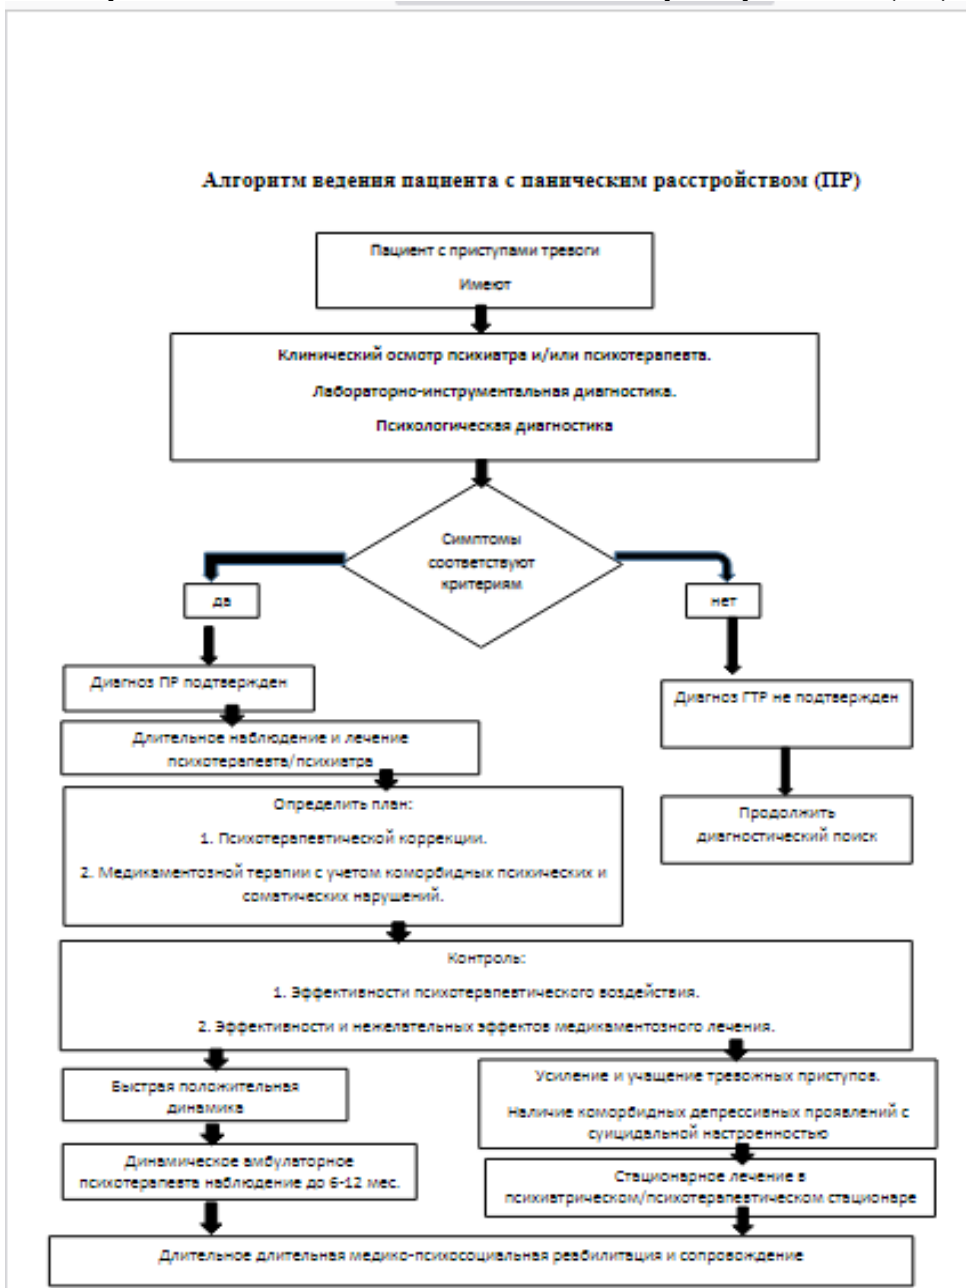 Алгоритм ведения пациента с паническим расстройством (ПР)
Пациент с приступами тревоги
Имеют
Клинический осмотр психиатра и/или психотерапевта.
Лабораторно-инструментальная диагностика.
Психологическая диагностика
Симптомы
соответствуют
критериям
да
нет
Диагноз ПР подтвержден
Диагноз ГТР не подтвержден
Длительное наблюдение и лечение
психотерапевта/психиатра
Определить план:
1. Психотерапевтической коррекции.
2. Медикаментозной терапии с учетом коморбидных психических и
соматических нарушений.
Продолжить
диагностический поиск
Контроль:
1. Эффективности психотерапевтического воздействия.
2. Эффективности и нежелательных эффектов медикаментозного лечения.
Быстрая положительная
динамика
Усиление и учащение тревожных приступов.
Наличие коморбидных депрессивных проявлений с
суицидальной настроенностью
Динамическое амбулаторное
психотерапевта наблюдение до 6-12 мес.
Стационарное лечение в
психиатрическом/психотерапевтическом стационаре
Длительное длительная медико-психосоциальная реабилитация и сопровождение